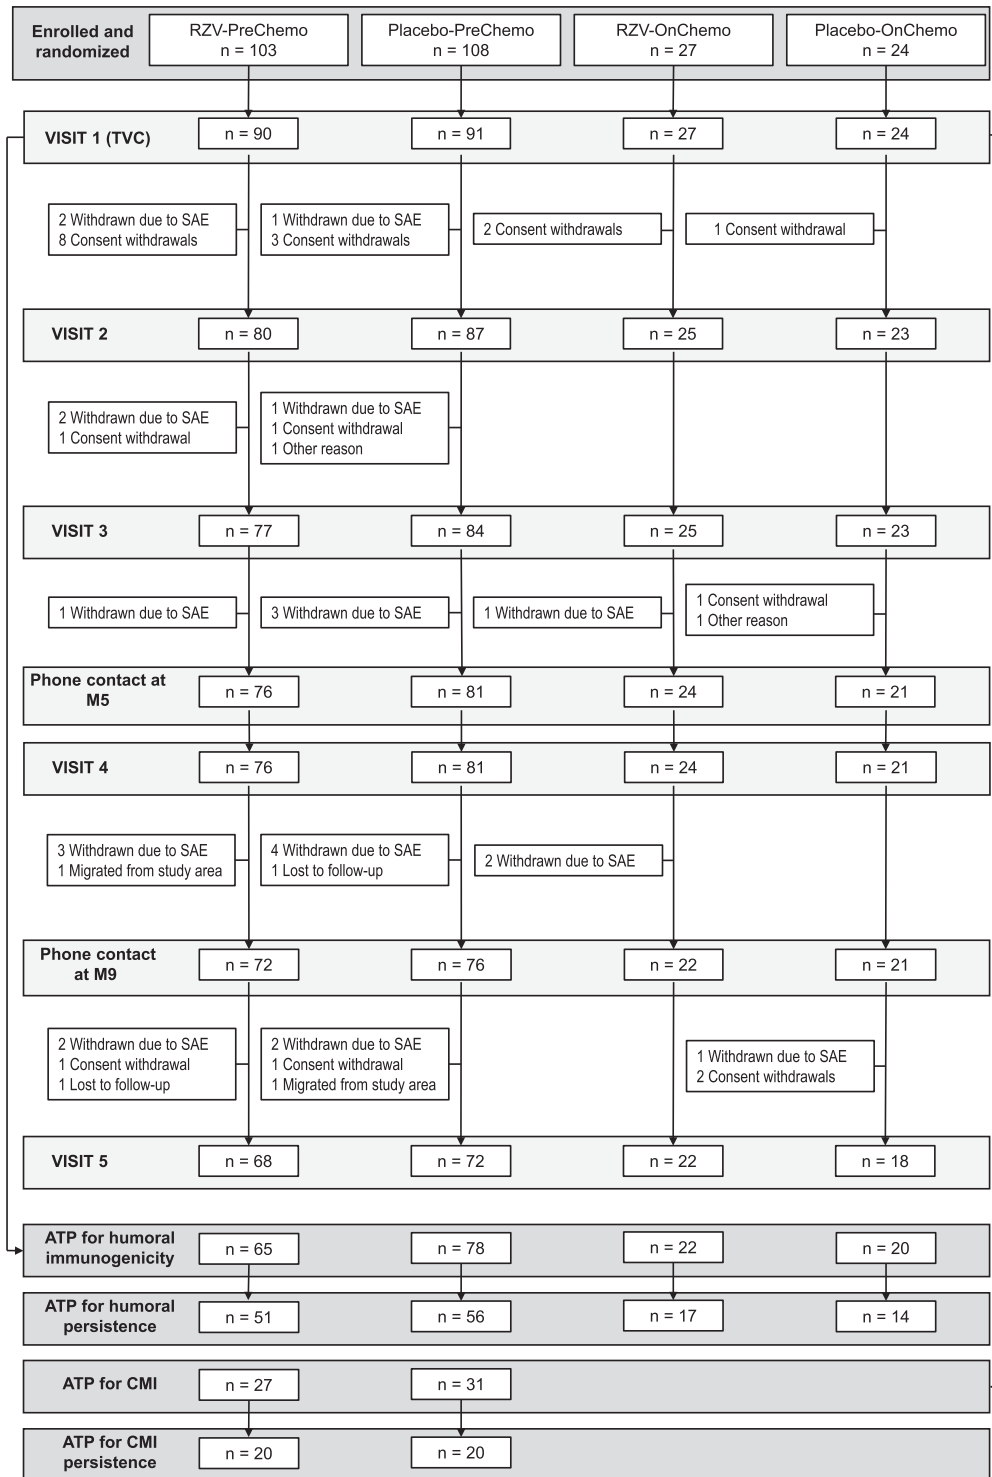 Enrolled and
randomized
RZV-PreChemo
n = 103
Placebo-PreChemo
n = 108
RZV-OnChemo
n = 27
Placebo-OnChemo
n = 24
VISIT 1 (TVC)
n = 90
n = 91
n = 27
n = 24
2 Withdrawn due to SAE
8 Consent withdrawals
1 Withdrawn due to SAE
3 Consent withdrawals
2 Consent withdrawals
1 Consent withdrawal
VISIT 2
n = 80
n = 87
n = 25
n = 23
2 Withdrawn due to SAE
1 Consent withdrawal
1 Withdrawn due to SAE
1 Consent withdrawal
1 Other reason
VISIT 3
n = 77
n = 84
n = 25
n = 23
1 Withdrawn due to SAE
3 Withdrawn due to SAE
1 Withdrawn due to SAE
1 Consent withdrawal
1 Other reason
Phone contact at
M5
n = 76
n = 81
n = 24
n = 21
VISIT 4
n = 76
n = 81
n = 24
n = 21
3 Withdrawn due to SAE
1 Migrated from study area
4 Withdrawn due to SAE
1 Lost to follow-up
2 Withdrawn due to SAE
Phone contact
at M9
n = 72
n = 76
n = 22
n = 21
2 Withdrawn due to SAE
1 Consent withdrawal
1 Lost to follow-up
2 Withdrawn due to SAE
1 Consent withdrawal
1 Migrated from study area
1 Withdrawn due to SAE
2 Consent withdrawals
VISIT 5
n = 68
n = 72
n = 22
n = 18
ATP for humoral
immunogenicity
n = 65
n = 78
n = 22
n = 20
ATP for humoral
persistence
n = 51
n = 56
n = 17
n = 14
ATP for CMI
n = 27
n = 31
ATP for CMI
persistence
n = 20
n = 20